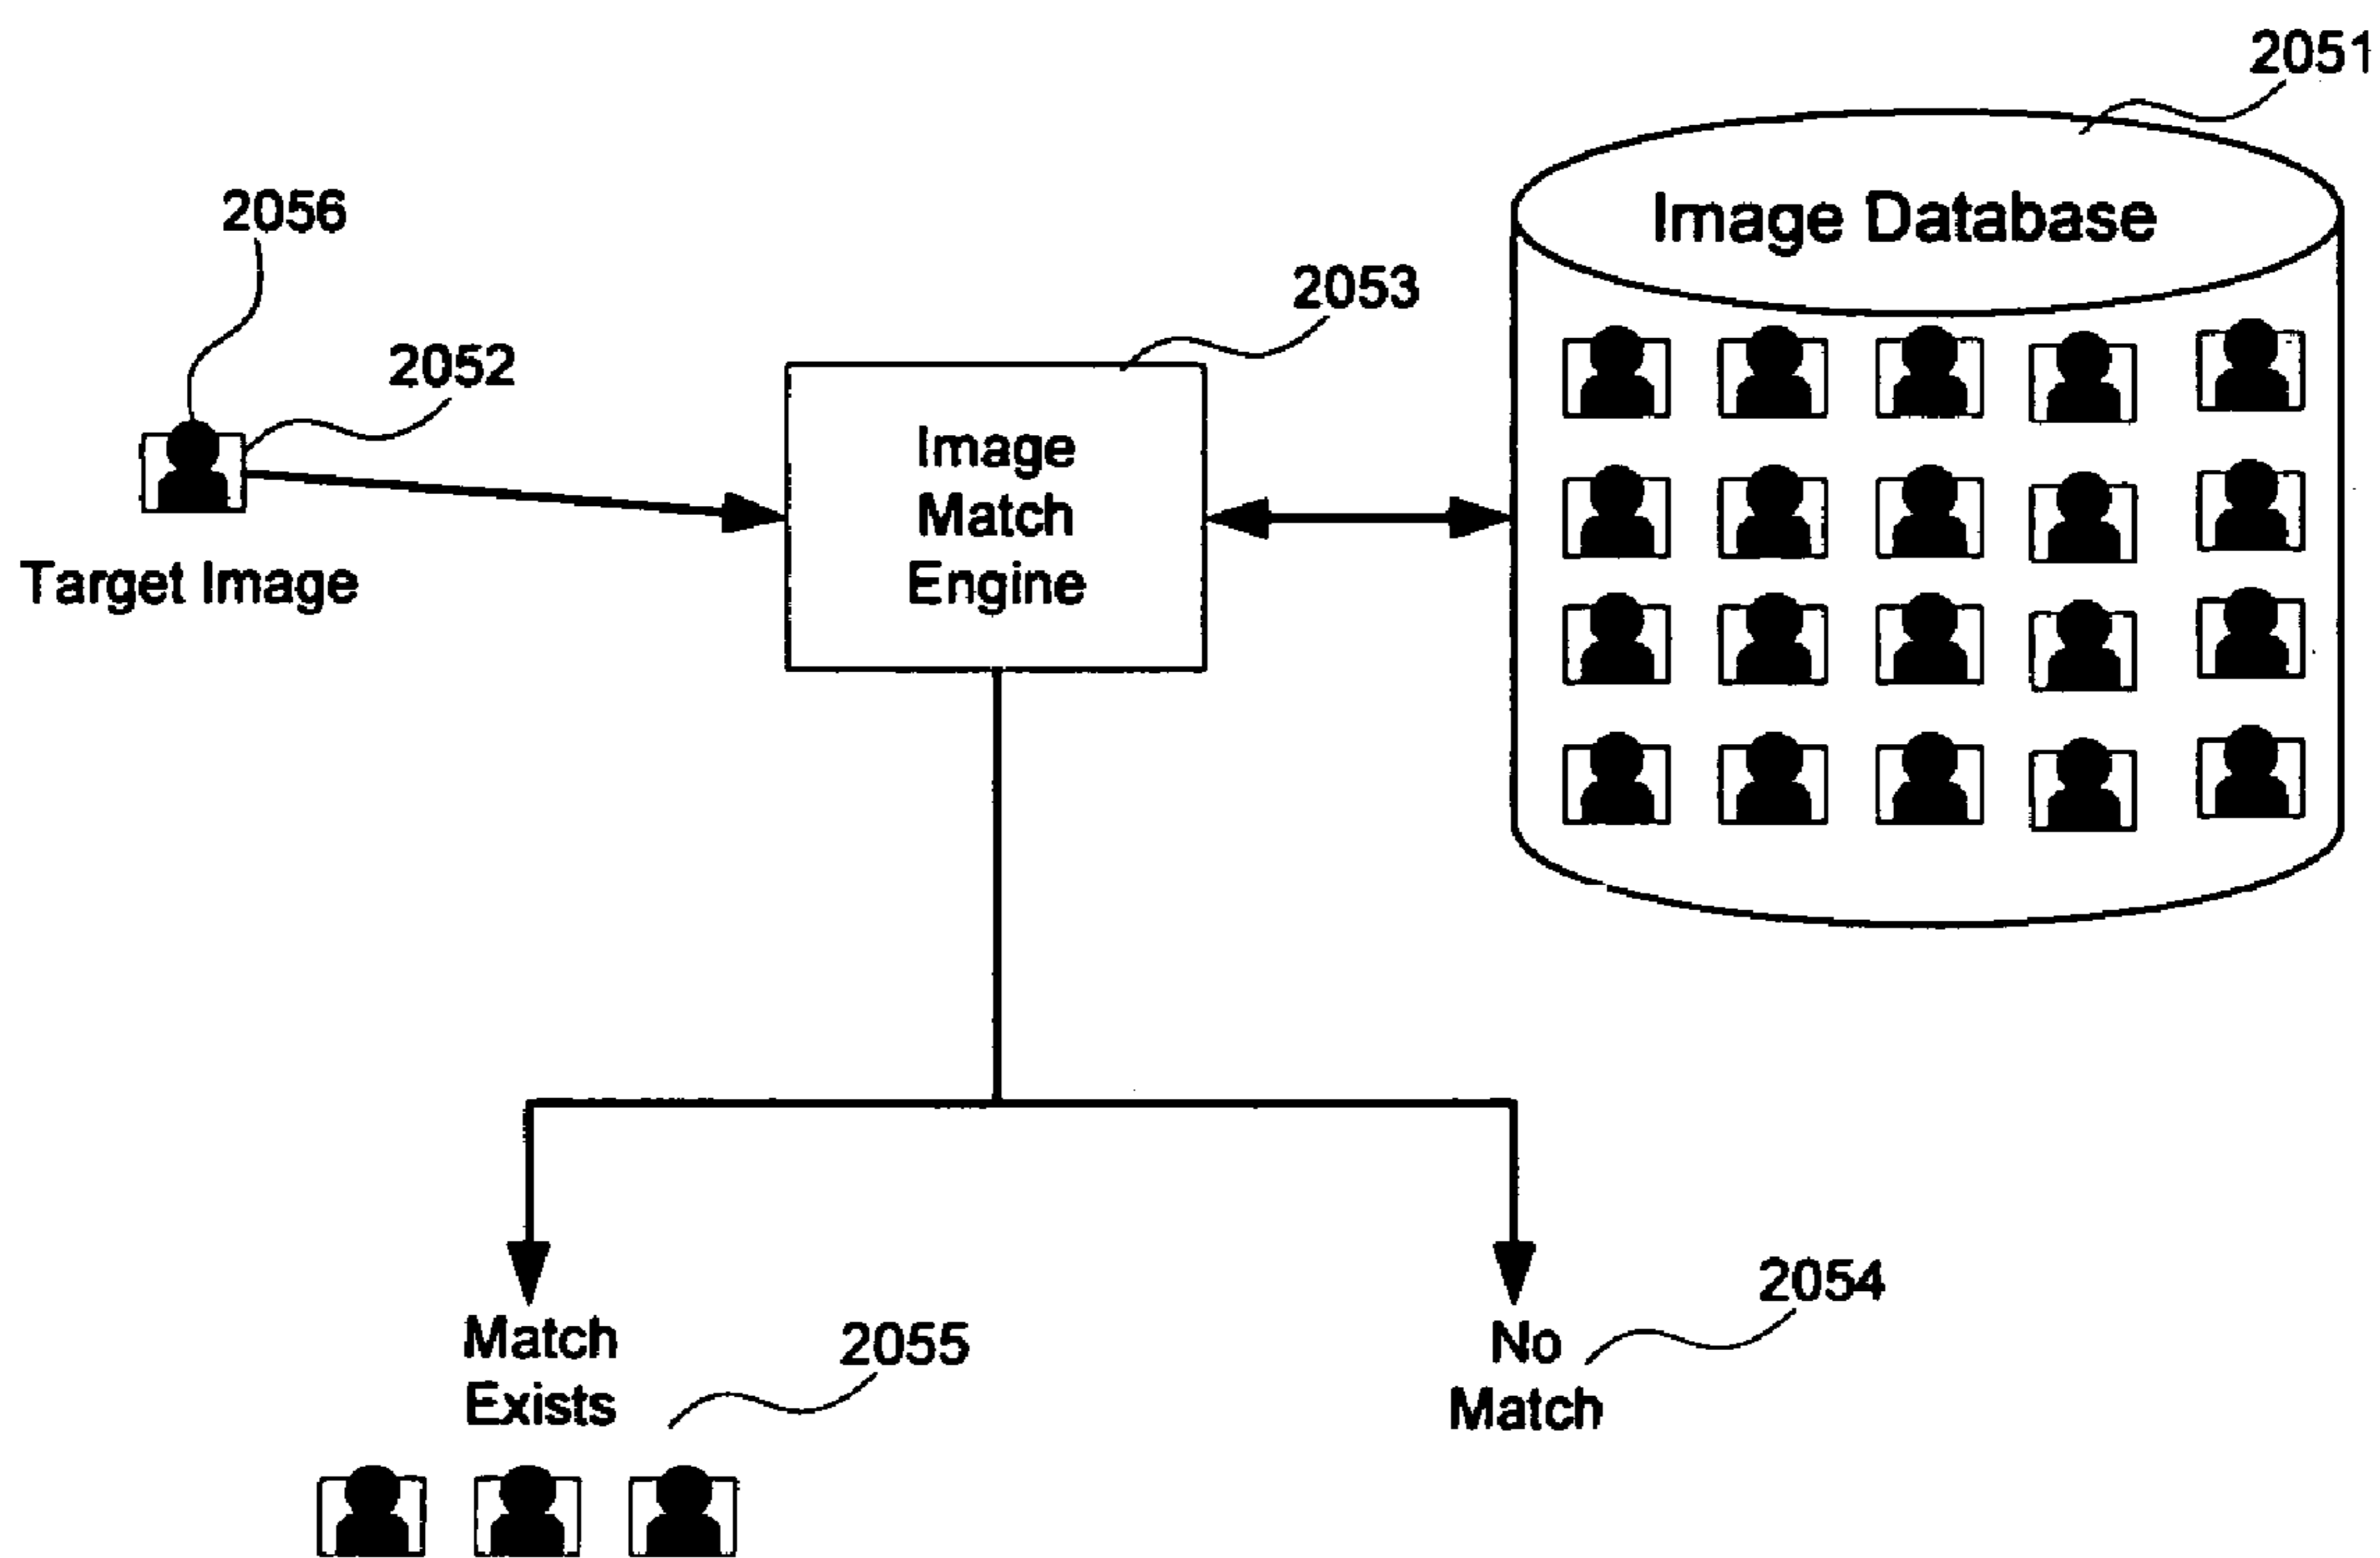 2051
Image Database
2056
2053
2052
Image
Match
Engine
Target Image
2054
Match
Exists
2055
No
Match